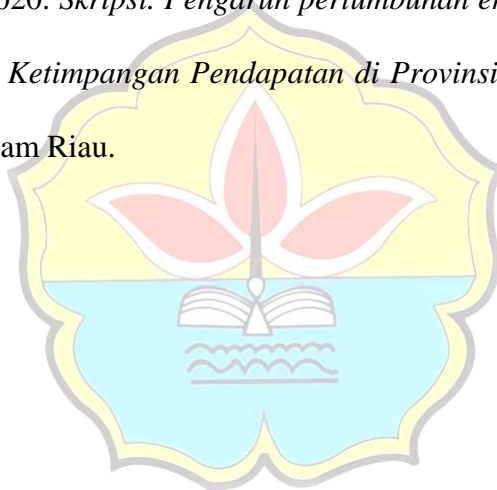 Skripsi. Pengaruh pertumbuhan
Ketimpangan Pendapatan di Provinsi
am Riau.